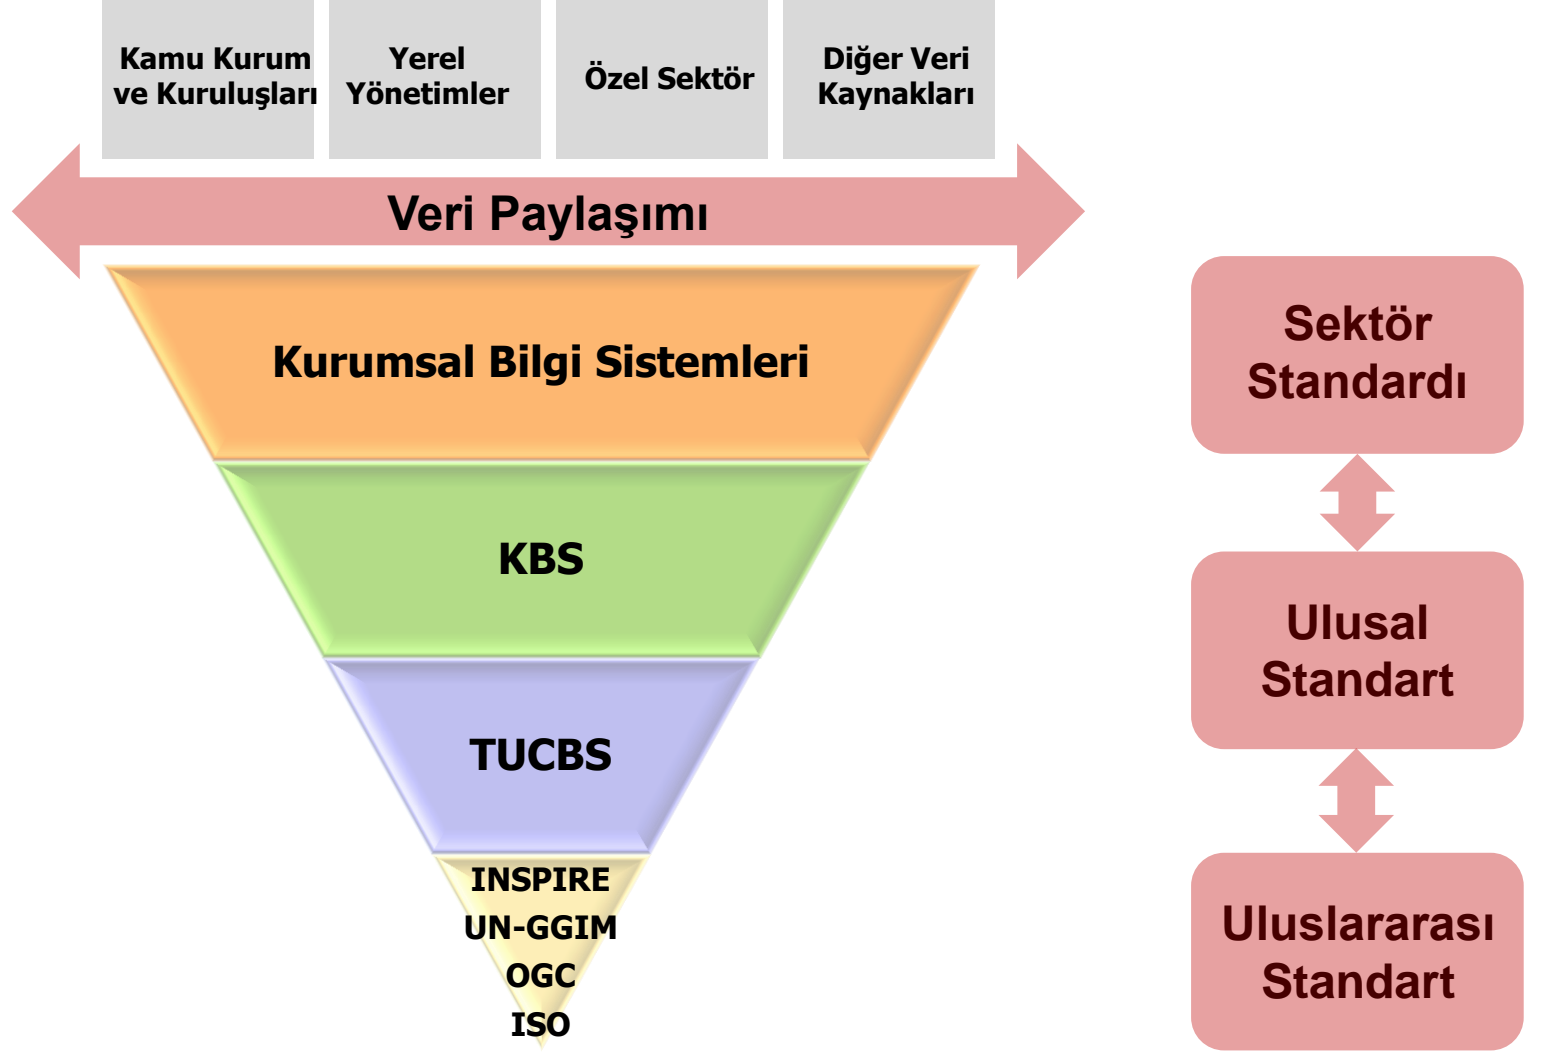 Kamu Kurum
ve Kuruluşları
Yerel
Yönetimler
Özel Sektör
Diğer Veri
Kaynakları
Veri Paylaşımı
Kurumsal Bilgi Sistemleri
KBS
TUCBS
INSPIRE
UN-GGIM
OGC
ISO
Sektör
Standardı
Ulusal
Standart
Uluslararası
Standart